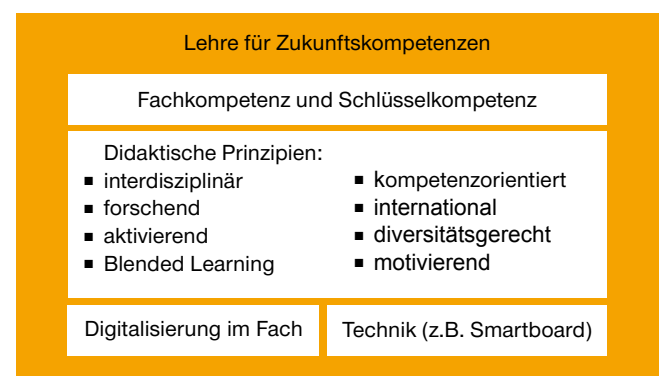 Lehre für Zukunftskompetenzen
Fachkompetenz und Schlüsselkompetenz
Didaktische Prinzipien:
▪ interdisziplinär
▪ forschend
▪ aktivierend
▪ Blended Learning
▪ kompetenzorientiert
▪ international
▪ diversitätsgerecht
▪ motivierend
Digitalisierung im Fach
Technik (z.B. Smartboard)